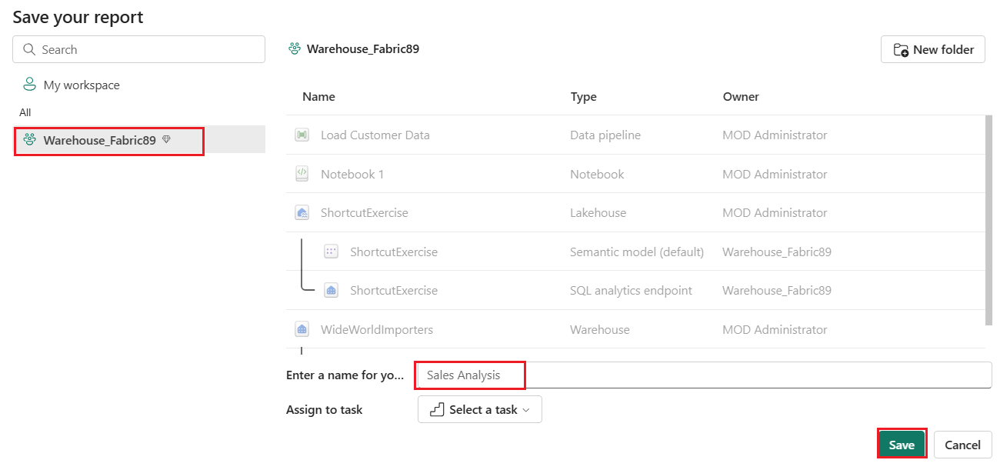 Save your report
Search
My workspace
All
Warehouse_Fabric89
Warehouse_Fabric89
New folder
Name Type Owner
Load Customer Data Data pipeline MOD Administrator
Notebook 1 Notebook MOD Administrator
ShortcutExercise Lakehouse MOD Administrator
ShortcutExercise Semantic model (default) Warehouse_Fabric89
ShortcutExercise SQL analytics endpoint Warehouse_Fabric89
WideWorldImporters Warehouse MOD Administrator
Enter a name for yo... Sales Analysis
Assign to task Select a task
Save Cancel